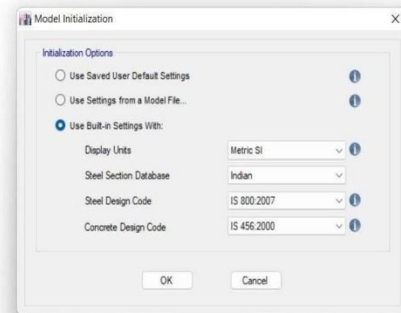 Model Initialization
X
Initialization Options
Use Saved User Default Settings
Use Settings from a Model File...
Use Built-in Settings With:
Display Units Metric SI
Steel Section Database Indian
Steel Design Code IS 800:2007
Concrete Design Code IS 456:2000
OK Cancel